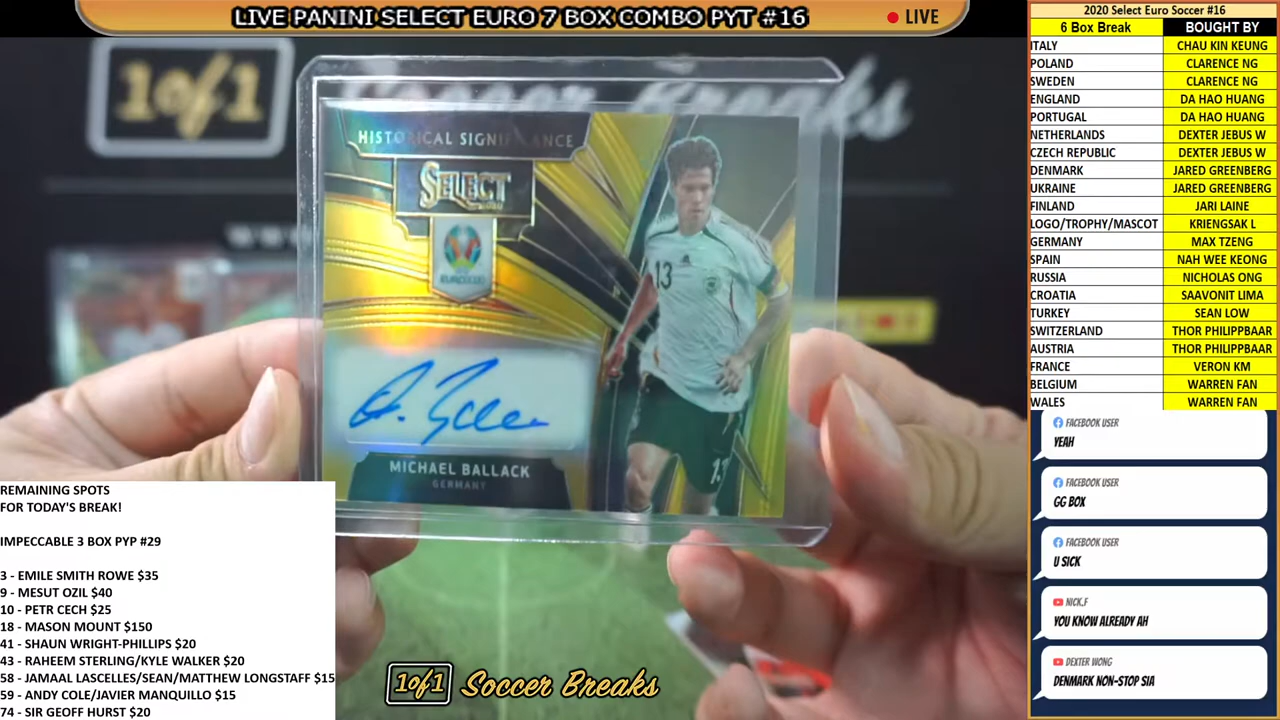 LIVE PANINI SELECT EURO 7 BOX COMBO PYT #16
LIVE
1of1
Soccer Breaks
HISTORICAL SIGNIFICANCE
SELECT
EURO2020
13
13
MICHAEL BALLACK
GERMANY
REMAINING SPOTS
FOR TODAY'S BREAK!
IMPECCABLE 3 BOX PYP #29
3 - EMILE SMITH ROWE $35
9 - MESUT OZIL $40
10 - PETR CECH $25
18 - MASON MOUNT $150
41 - SHAUN WRIGHT-PHILLIPS $20
43 - RAHEEM STERLING/KYLE WALKER $20
58 - JAMAAL LASCELLES/SEAN/MATTHEW LONGSTAFF $15
59 - ANDY COLE/JAVIER MANQUILLO $15
74 - SIR GEOFF HURST $20
1of1 Soccer Breaks
2020 Select Euro Soccer #16
6 Box Break BOUGHT BY
ITALY CHAU KIN KEUNG
POLAND CLARENCE NG
SWEDEN CLARENCE NG
ENGLAND DA HAO HUANG
PORTUGAL DA HAO HUANG
NETHERLANDS DEXTER JEBUS W
CZECH REPUBLIC DEXTER JEBUS W
DENMARK JARED GREENBERG
UKRAINE JARED GREENBERG
FINLAND JARI LAINE
LOGO/TROPHY/MASCOT KRIENGSAK L
GERMANY MAX TZENG
SPAIN NAH WEE KEONG
RUSSIA NICHOLAS ONG
CROATIA SAAVONIT LIMA
TURKEY SEAN LOW
SWITZERLAND THOR PHILIPPBAAR
AUSTRIA THOR PHILIPPBAAR
FRANCE VERON KM
BELGIUM WARREN FAN
WALES WARREN FAN
FACEBOOK USER
YEAH
FACEBOOK USER
GG BOX
FACEBOOK USER
U SICK
NICK.F
YOU KNOW ALREADY AH
DEXTER WONG
DENMARK NON-STOP SIA